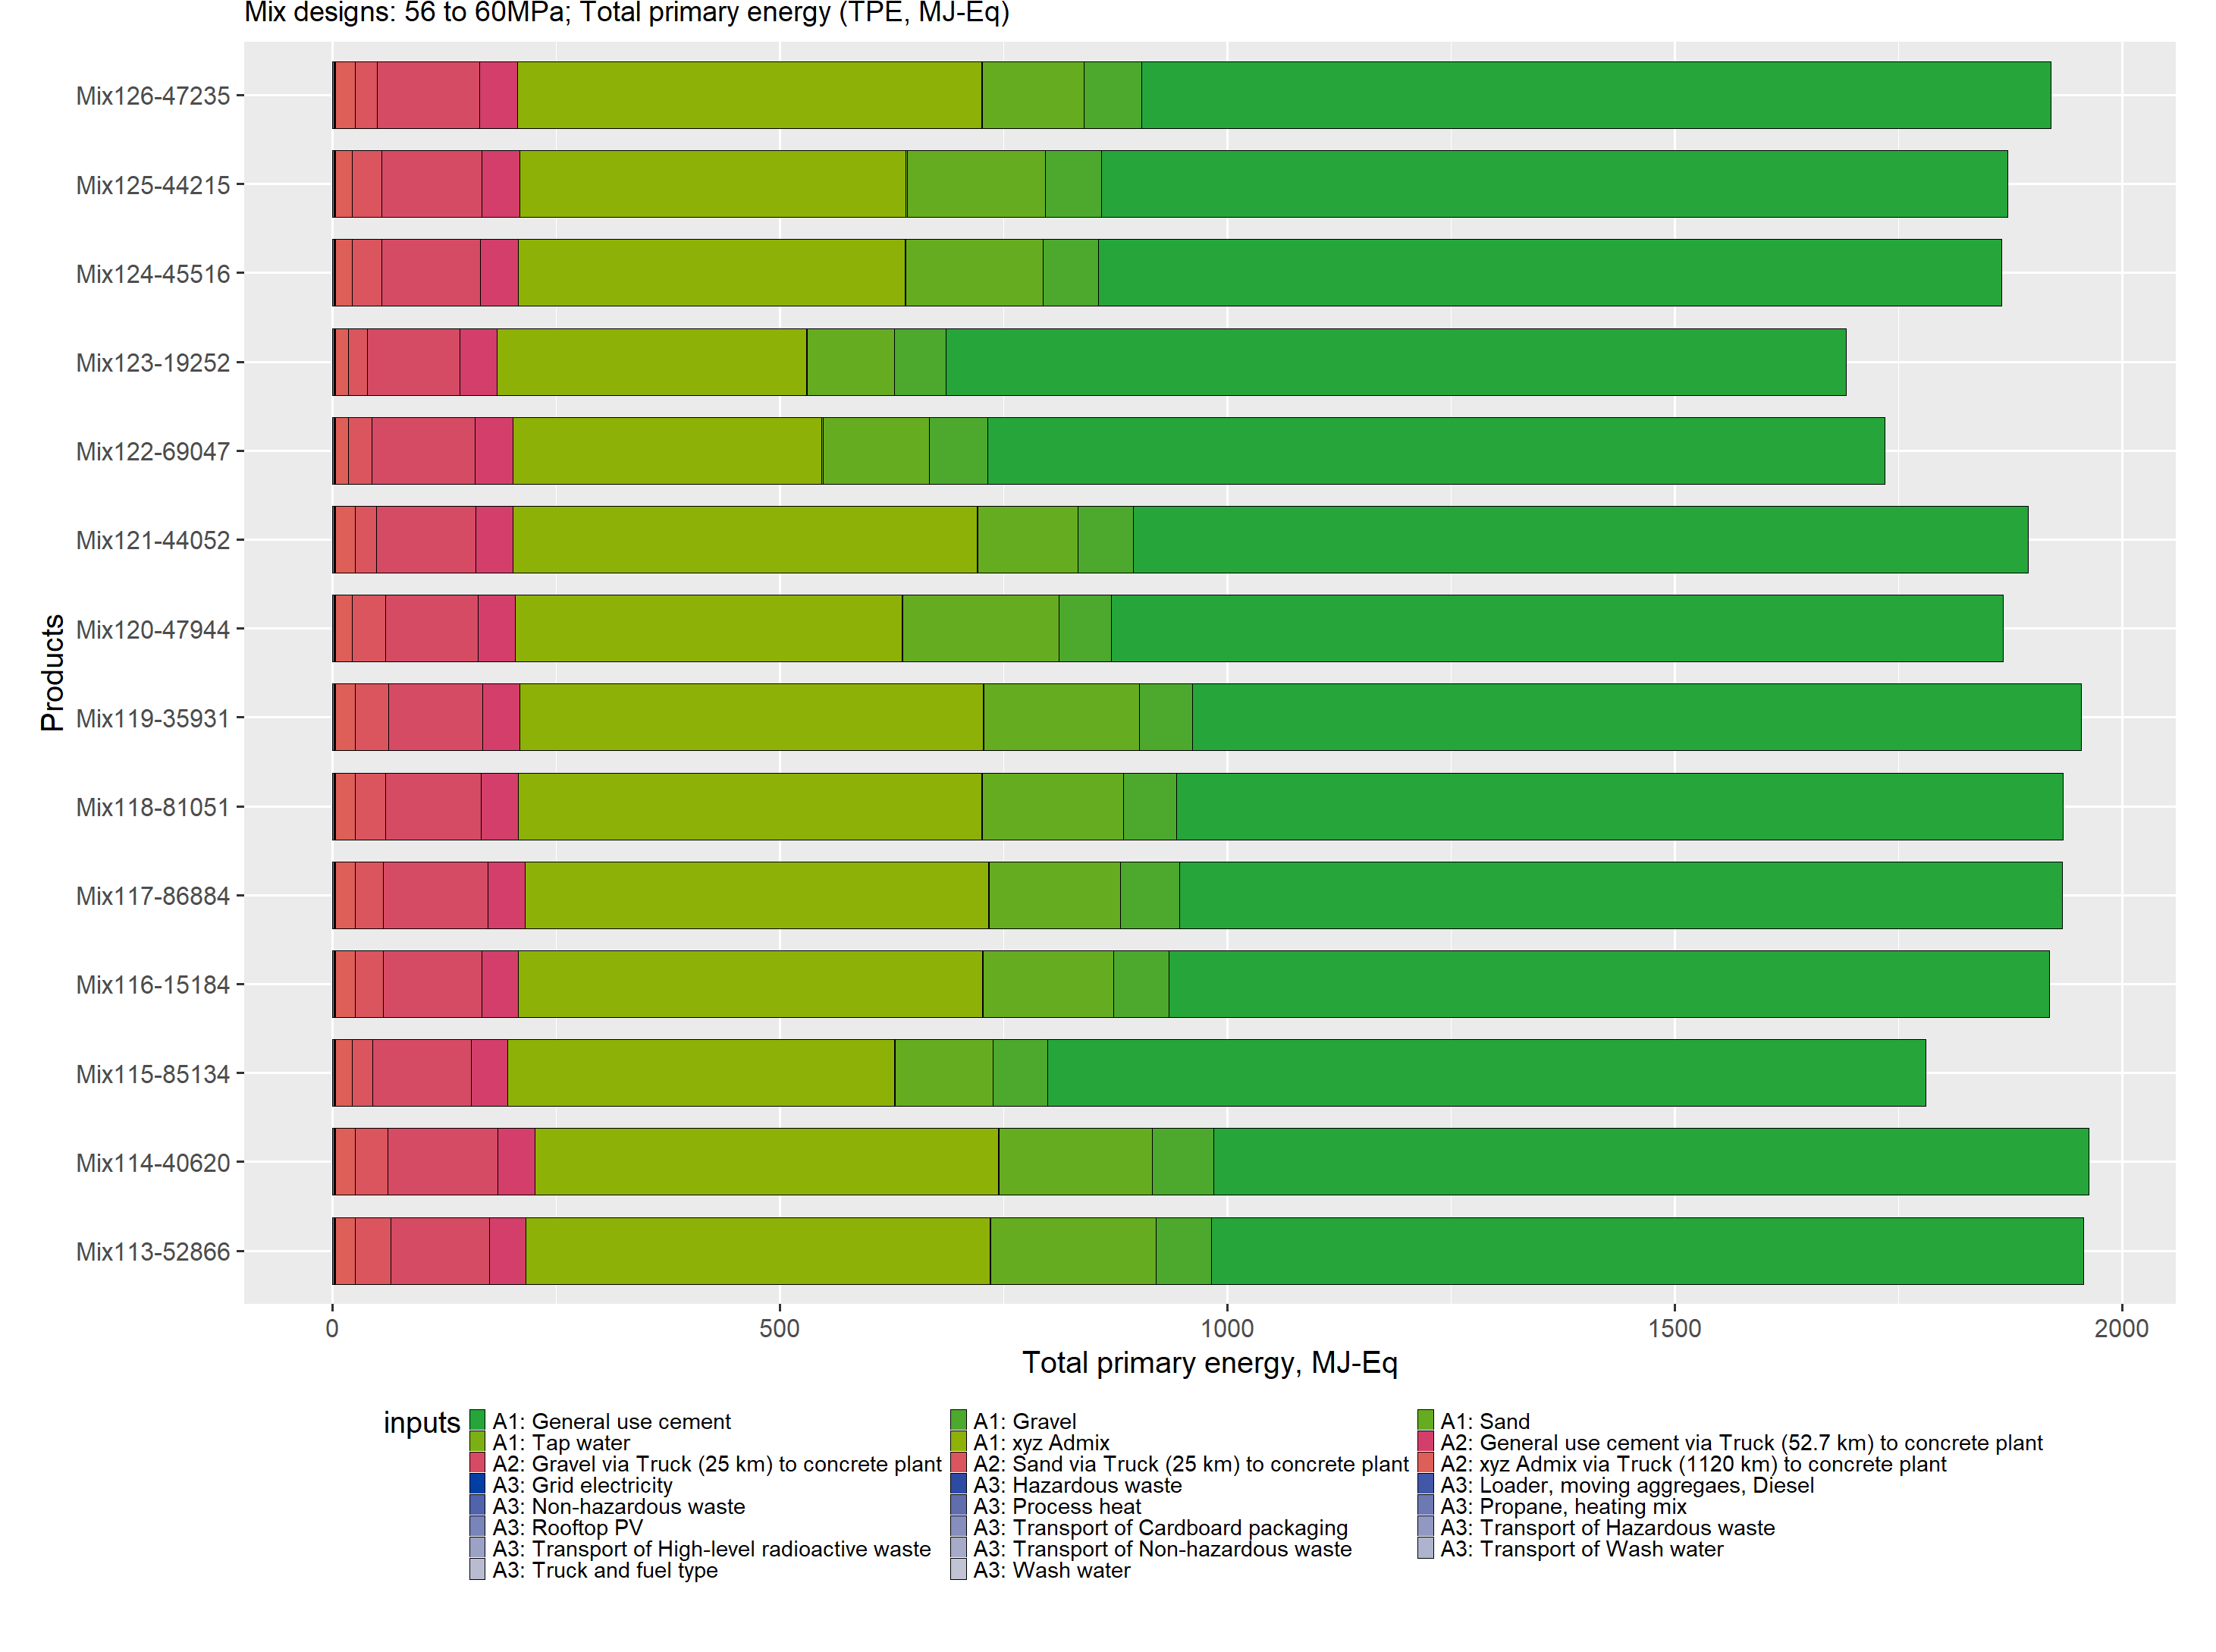 Mix designs: 56 to 60MPa; Total primary energy (TPE, MJ-Eq)
Products
Mix126-47235
Mix125-44215
Mix124-45516
Mix123-19252
Mix122-69047
Mix121-44052
Mix120-47944
Mix119-35931
Mix118-81051
Mix117-86884
Mix116-15184
Mix115-85134
Mix114-40620
Mix113-52866
0 500 1000 1500 2000
Total primary energy, MJ-Eq
inputs
A1: General use cement A1: Gravel A1: Sand
A1: Tap water A1: xyz Admix A2: General use cement via Truck (52.7 km) to concrete plant
A2: Gravel via Truck (25 km) to concrete plant A2: Sand via Truck (25 km) to concrete plant A2: xyz Admix via Truck (1120 km) to concrete plant
A3: Grid electricity A3: Hazardous waste A3: Loader, moving aggregaes, Diesel
A3: Non-hazardous waste A3: Process heat A3: Propane, heating mix
A3: Rooftop PV A3: Transport of Cardboard packaging A3: Transport of Hazardous waste
A3: Transport of High-level radioactive waste A3: Transport of Non-hazardous waste A3: Transport of Wash water
A3: Truck and fuel type A3: Wash water